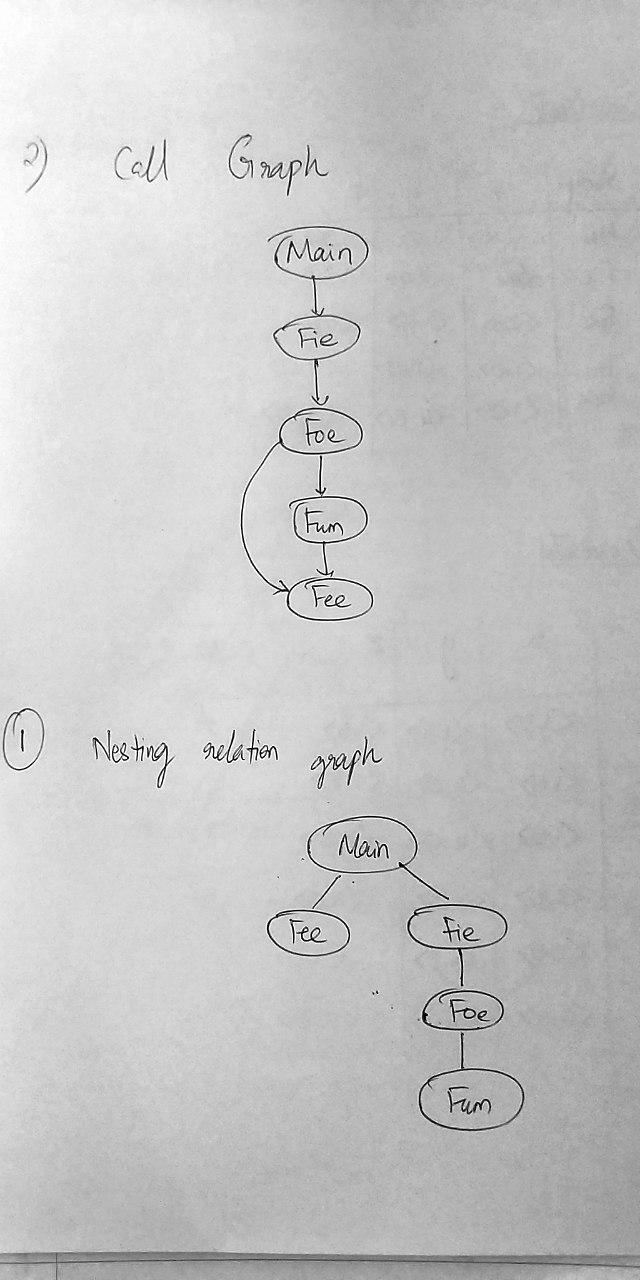 2) Call Graph
Main
Fie
Foe
Fum
Fee
1 Nesting relation graph
Main
Fee Fie
Foe
Fum